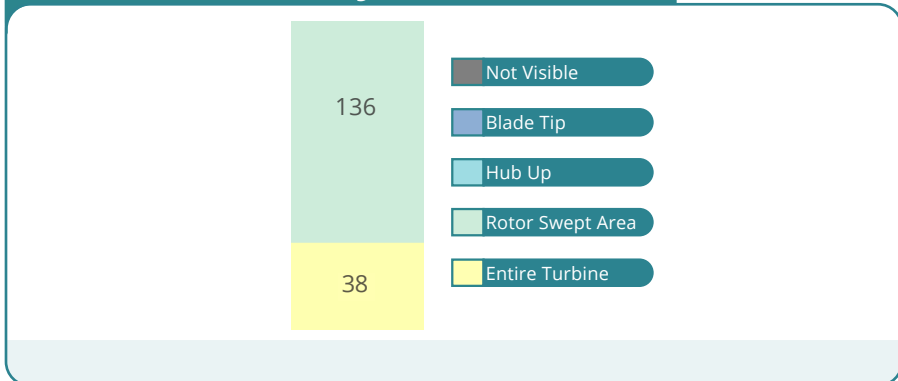 136
38
Not Visible
Blade Tip
Hub Up
Rotor Swept Area
Entire Turbine